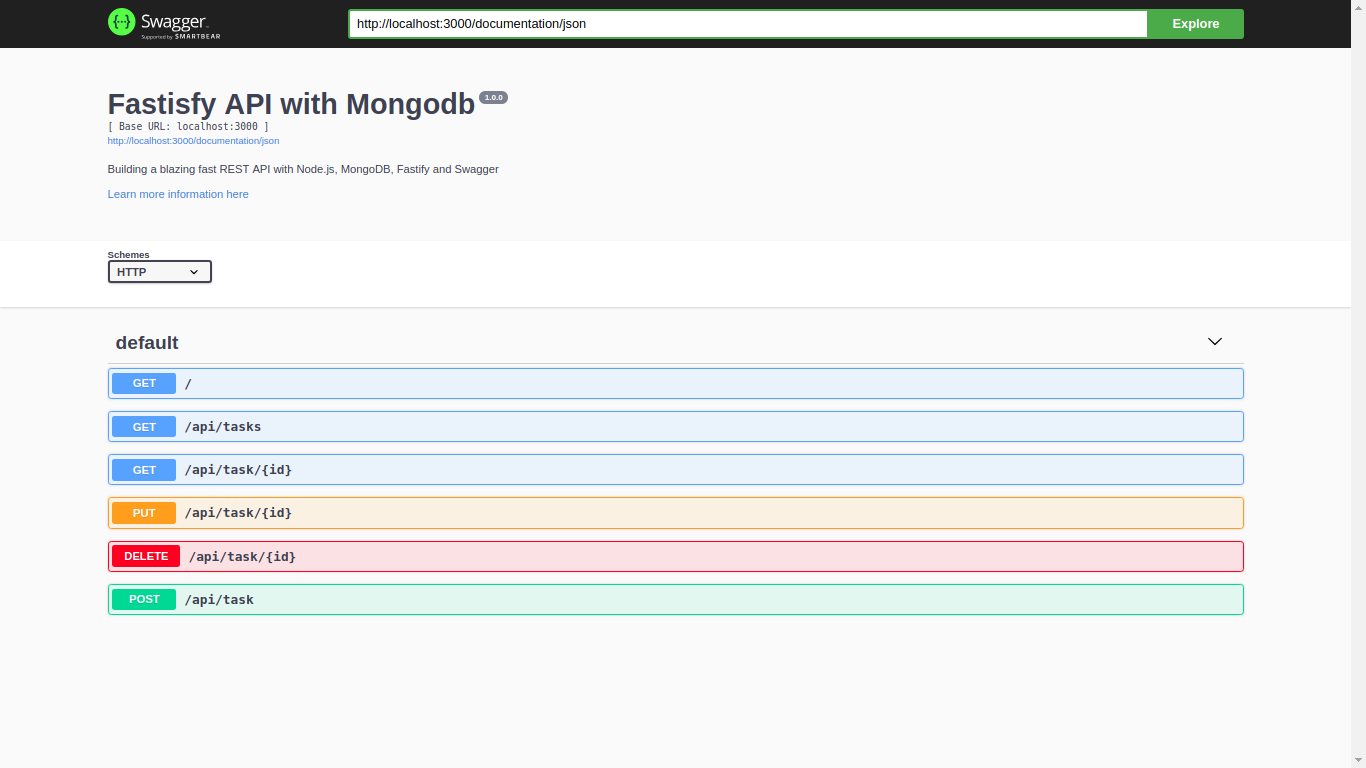 Swagger
Supported by SMARTBEAR
http://localhost:3000/documentation/json
Explore
Fastisfy API with Mongodb 1.0.0
[ Base URL: localhost:3000 ]
http://localhost:3000/documentation/json
Building a blazing fast REST API with Node.js, MongoDB, Fastify and Swagger
Learn more information here
Schemes
HTTP
default
GET /
GET /api/tasks
GET /api/task/{id}
PUT /api/task/{id}
DELETE /api/task/{id}
POST /api/task